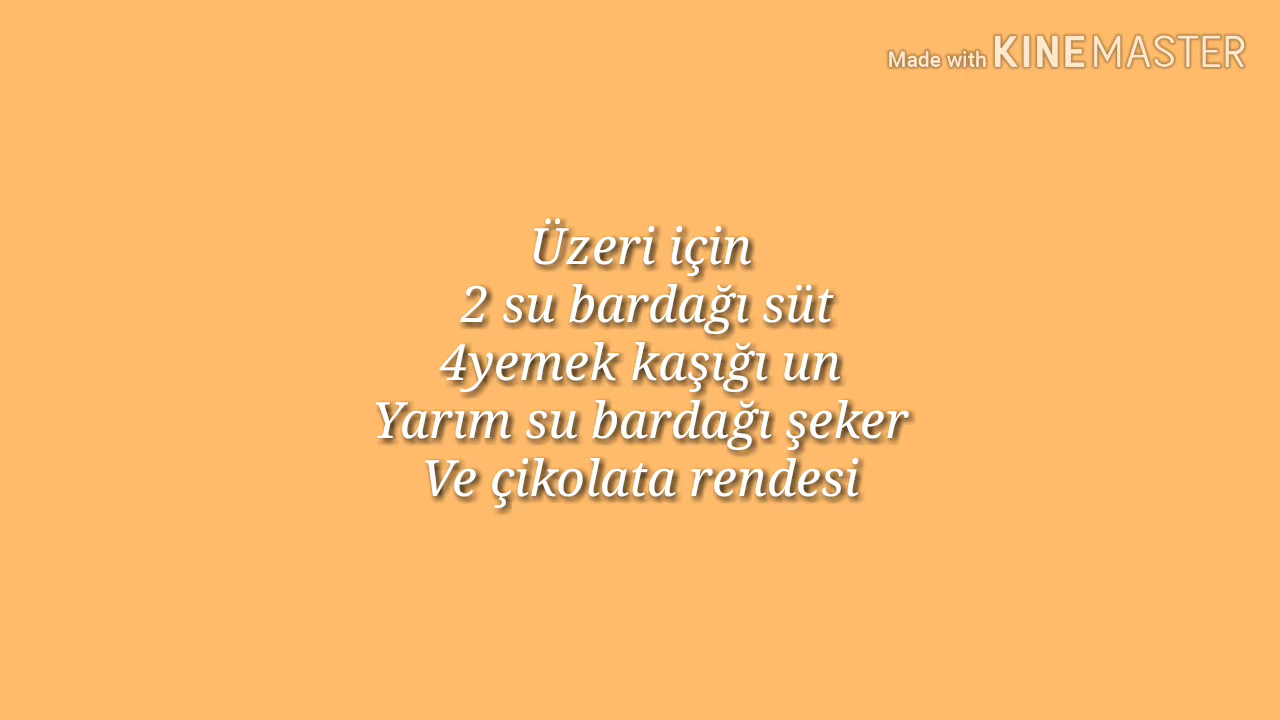 Made with KINEMASTER
Üzeri için
2 su bardağı süt
4yemek kaşığı un
Yarım su bardağı şeker
Ve çikolata rendesi